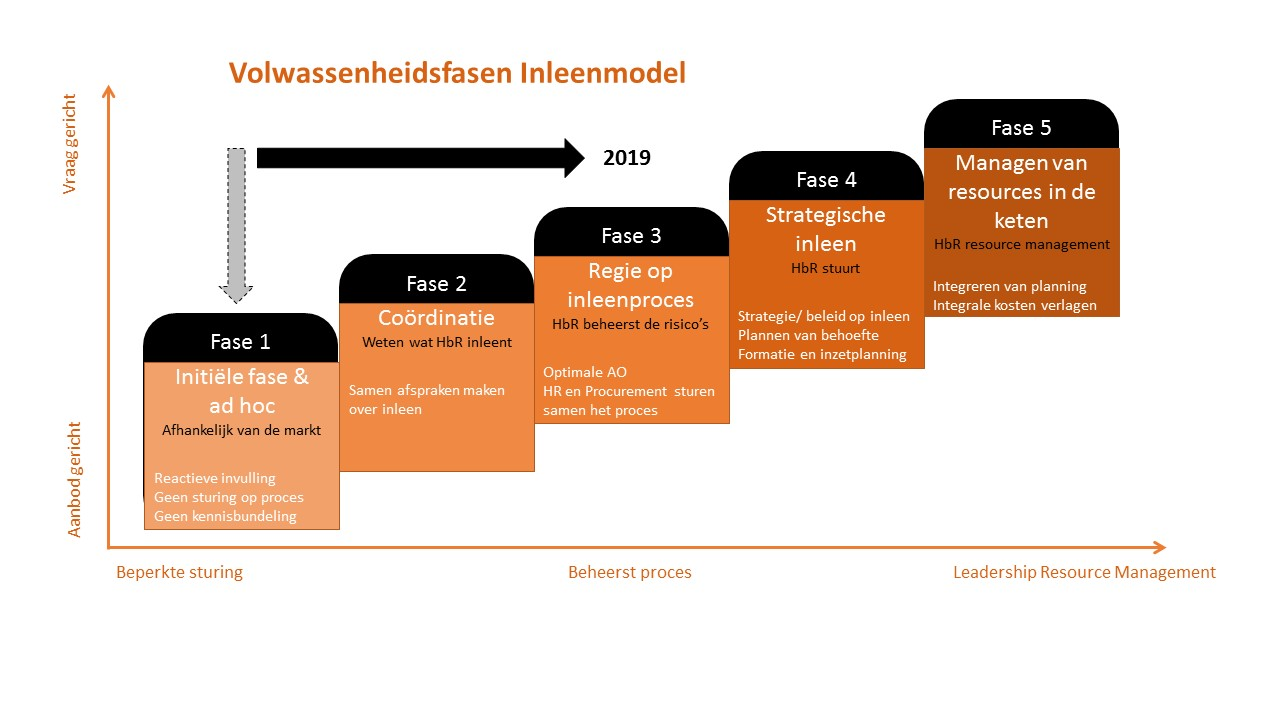 Volwassenheidsfasen Inleenmodel
Vraag gericht
Aanbod gericht
2019
Fase 1
Initiële fase &
ad hoc
Afhankelijk van de markt
Reactieve invulling
Geen sturing op proces
Geen kennisbundeling
Fase 2
Coördinatie
Weten wat HbR inleent
Samen afspraken maken
over inleen
Fase 3
Regie op
inleenproces
HbR beheerst de risico's
Optimale AO
HR en Procurement sturen
samen het proces
Fase 4
Strategische
inleen
HbR stuurt
Strategie/ beleid op inleen
Plannen van behoefte
Formatie en inzetplanning
Fase 5
Managen van
resources in de
keten
HbR resource management
Integreren van planning
Integrale kosten verlagen
Beperkte sturing
Beheerst proces
Leadership Resource Management